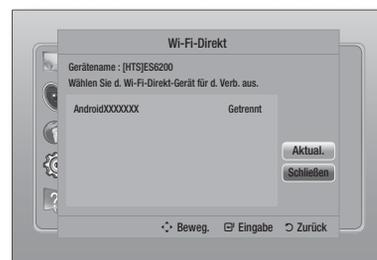 Wi-Fi-Direkt
Gerätename : [HTS]ES6200
Wählen Sie d. Wi-Fi-Direkt-Gerät für d. Verb. aus.
AndroidXXXXXXX Getrennt
Aktual.
Schließen
Beweg. Eingabe Zurück